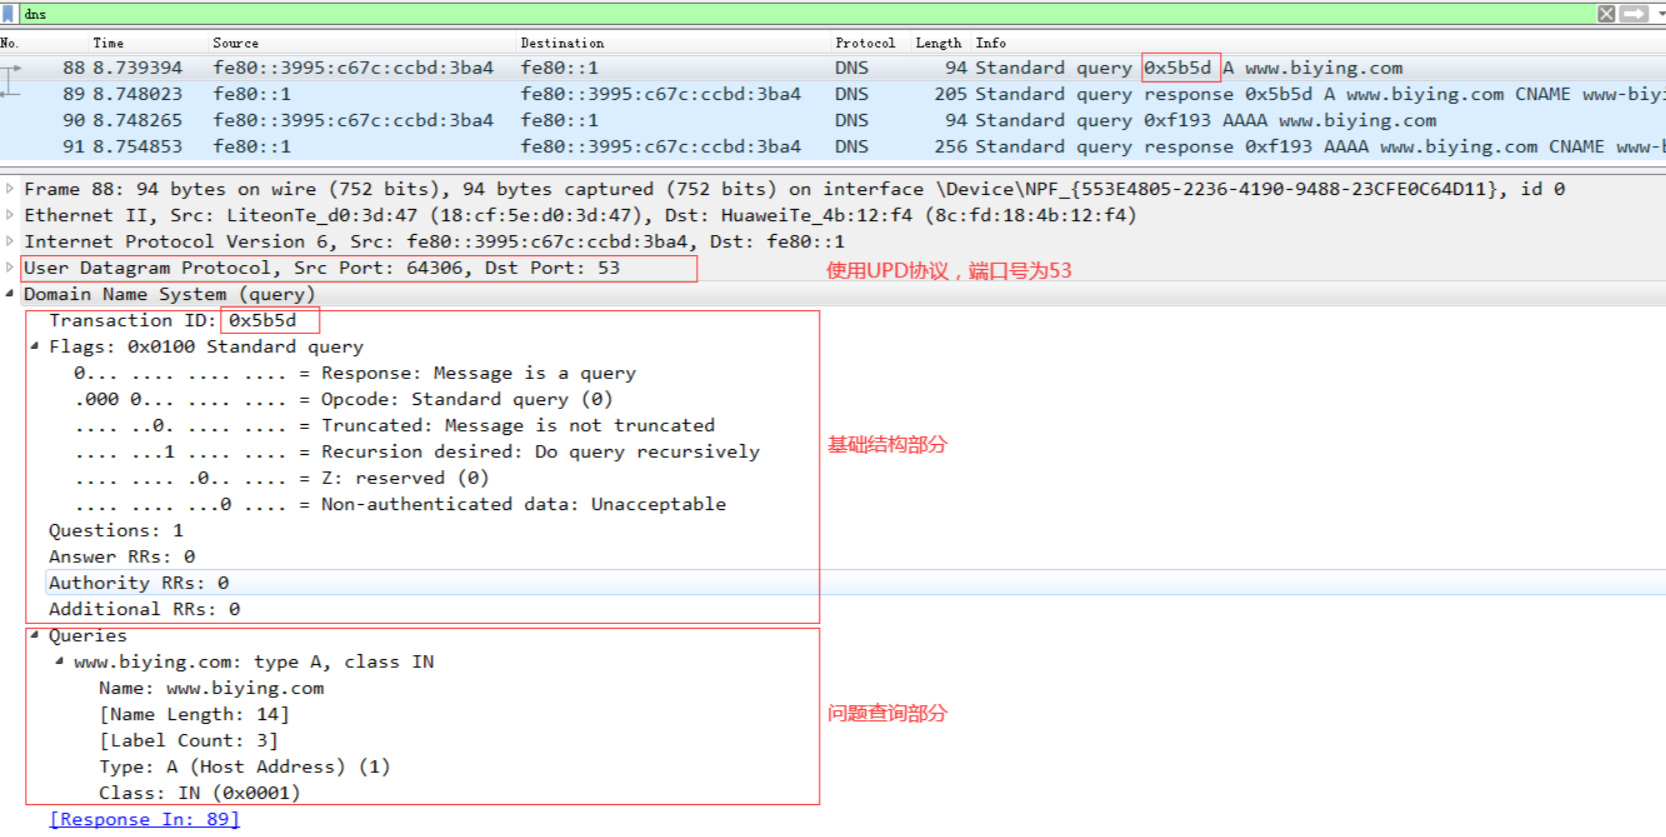 dns
No. Time Source Destination Protocol Length Info
88 8.739394 fe80::3995:c67c:ccbd:3ba4 fe80::1 DNS 94 Standard query 0x5b5d A www.biying.com
89 8.748023 fe80::1 fe80::3995:c67c:ccbd:3ba4 DNS 205 Standard query response 0x5b5d A www.biying.com CNAME www-biyi
90 8.748265 fe80::3995:c67c:ccbd:3ba4 fe80::1 DNS 94 Standard query 0xf193 AAAA www.biying.com
91 8.754853 fe80::1 fe80::3995:c67c:ccbd:3ba4 DNS 256 Standard query response 0xf193 AAAA www.biying.com CNAME www-b
Frame 88: 94 bytes on wire (752 bits), 94 bytes captured (752 bits) on interface \Device\NPF_{553E4805-2236-4190-9488-23CFE0C64D11}, id 0
Ethernet II, Src: LiteonTe_d0:3d:47 (18:cf:5e:d0:3d:47), Dst: HuaweiTe_4b:12:f4 (8c:fd:18:4b:12:f4)
Internet Protocol Version 6, Src: fe80::3995:c67c:ccbd:3ba4, Dst: fe80::1
User Datagram Protocol, Src Port: 64306, Dst Port: 53 使用UPD协议，端口号为53
Domain Name System (query)
Transaction ID: 0x5b5d
Flags: 0x0100 Standard query
0... .... .... .... = Response: Message is a query
.000 0... .... .... = Opcode: Standard query (0)
.... ..0. .... .... = Truncated: Message is not truncated
.... ...1 .... .... = Recursion desired: Do query recursively
基础结构部分
.... .... .0.. .... = Z: reserved (0)
.... .... ...0 .... = Non-authenticated data: Unacceptable
Questions: 1
Answer RRs: 0
Authority RRs: 0
Additional RRs: 0
Queries
www.biying.com: type A, class IN
Name: www.biying.com
[Name Length: 14] 问题查询部分
[Label Count: 3]
Type: A (Host Address) (1)
Class: IN (0x0001)
[Response In: 89]